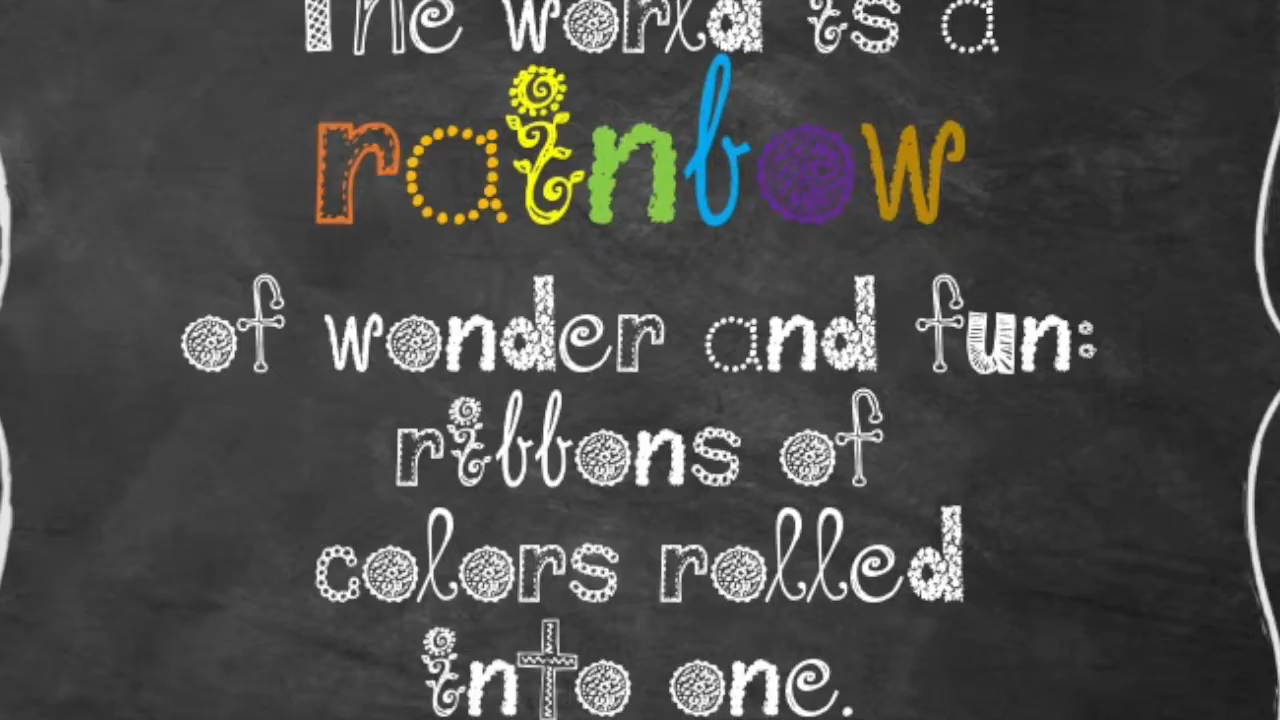 The world is a
rainbow
of wonder and fun:
ribbons of
colors rolled
into one.